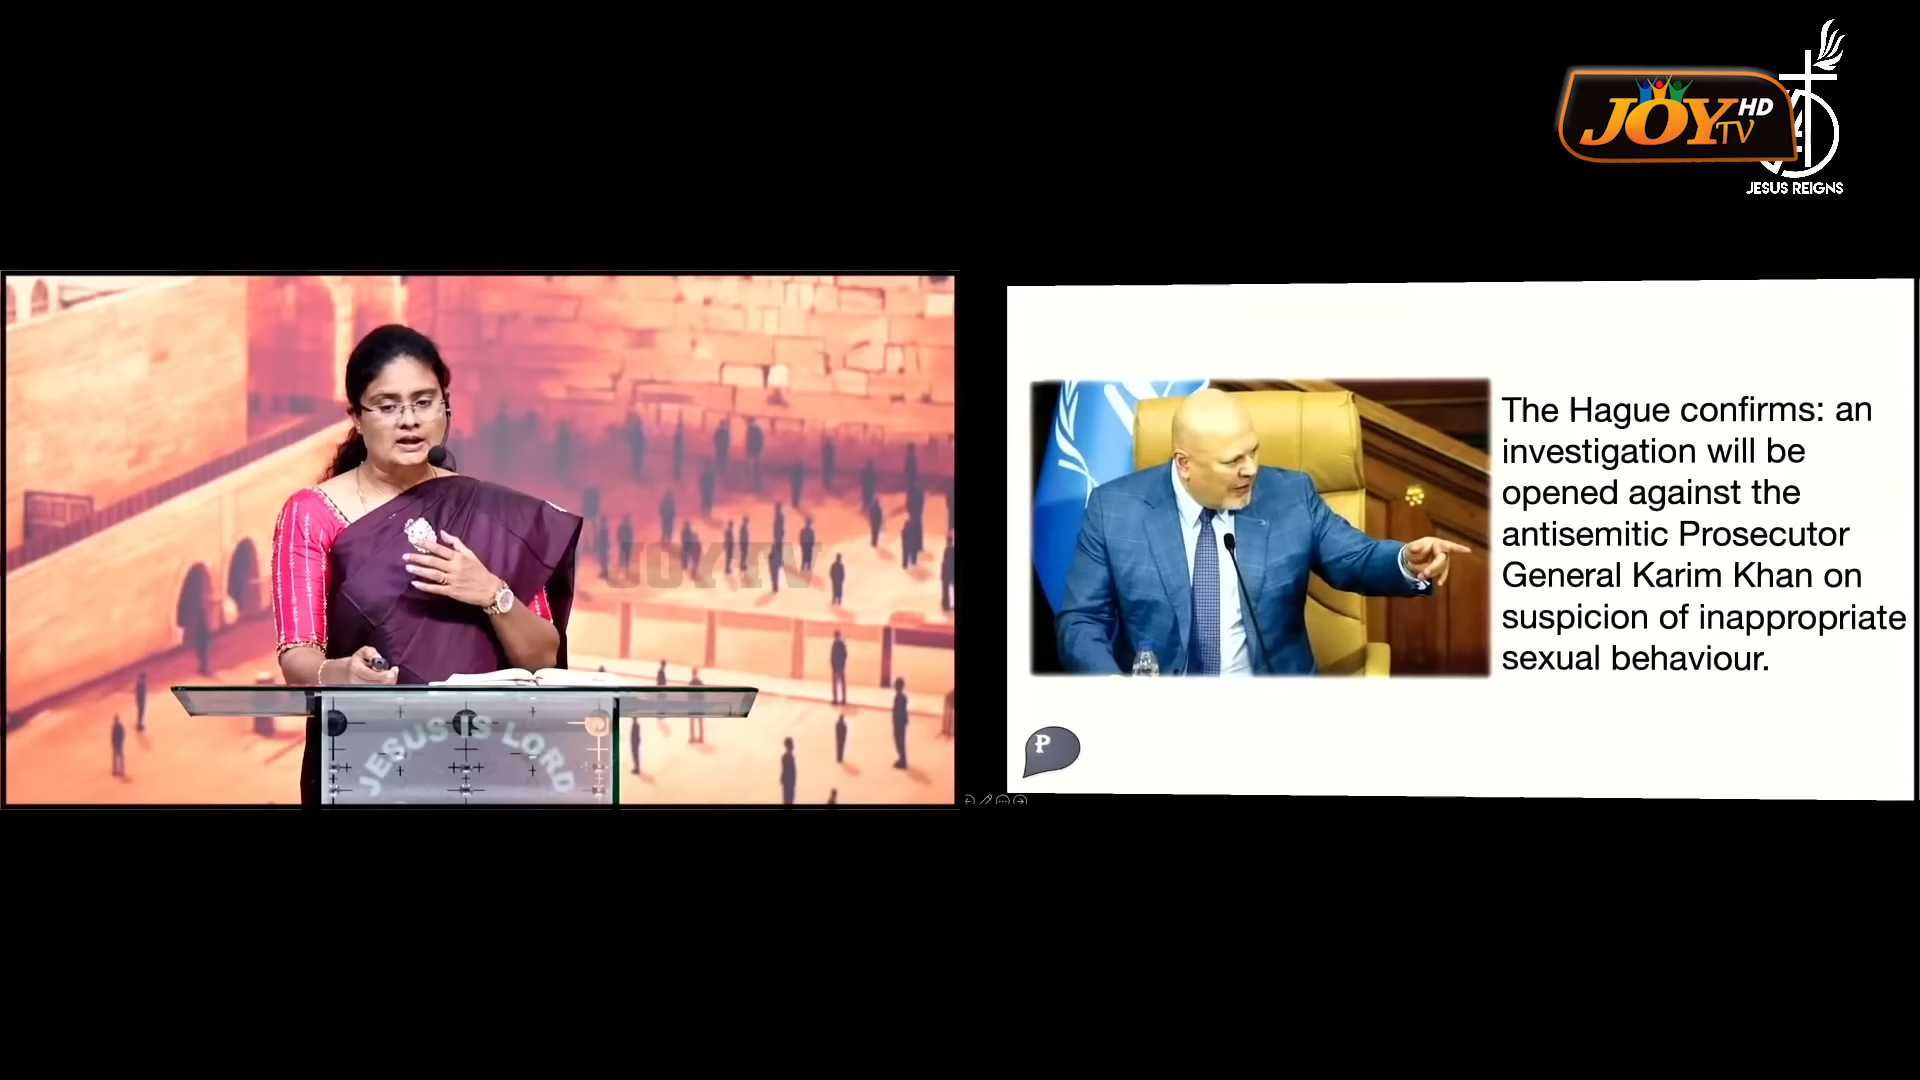 JOY HD
TV
JESUS REIGNS
The Hague confirms: an
investigation will be
opened against the
antisemitic Prosecutor
General Karim Khan on
suspicion of inappropriate
sexual behaviour.
JOY TV
JESUS IS LORD
P